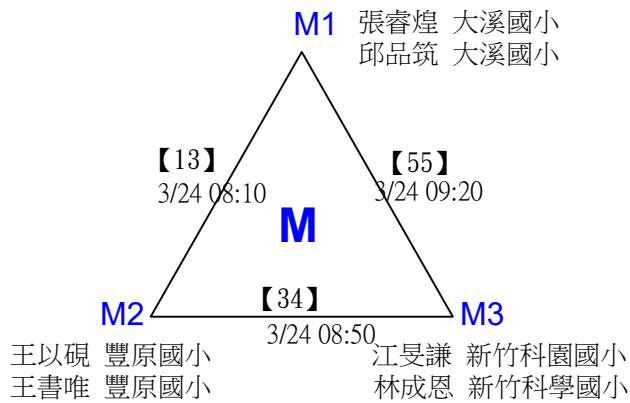 M1 張睿煌 大溪國小
邱品筑 大溪國小
【13】
3/24 08:10
【55】
3/24 09:20
M
【34】
3/24 08:50
M2
王以硯 豐原國小
王書唯 豐原國小
M3
江旻謙 新竹科園國小
林成恩 新竹科學國小